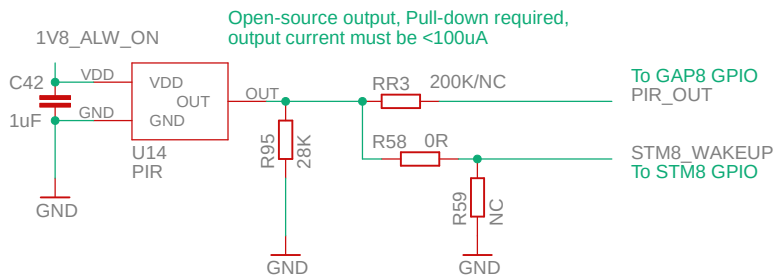 Open-source output, Pull-down required,
output current must be <100uA
1V8_ALW_ON
C42
1uF
VDD
GND
VDD
OUT
GND
U14
PIR
OUT
GND
R95
28K
GND
RR3 200K/NC
To GAP8 GPIO
PIR_OUT
R58 0R
STM8_WAKEUP
To STM8 GPIO
R59
NC
GND